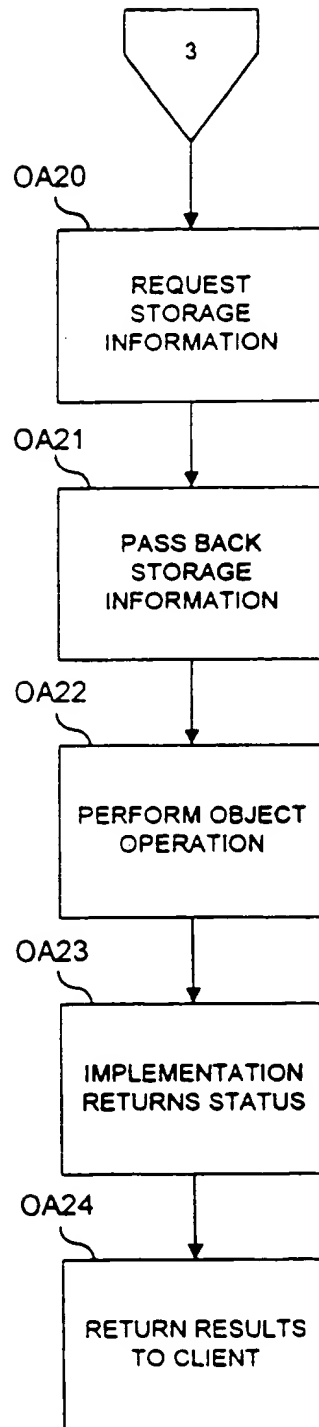 3
OA20
REQUEST
STORAGE
INFORMATION
OA21
PASS BACK
STORAGE
INFORMATION
OA22
PERFORM OBJECT
OPERATION
OA23
IMPLEMENTATION
RETURNS STATUS
OA24
RETURN RESULTS
TO CLIENT